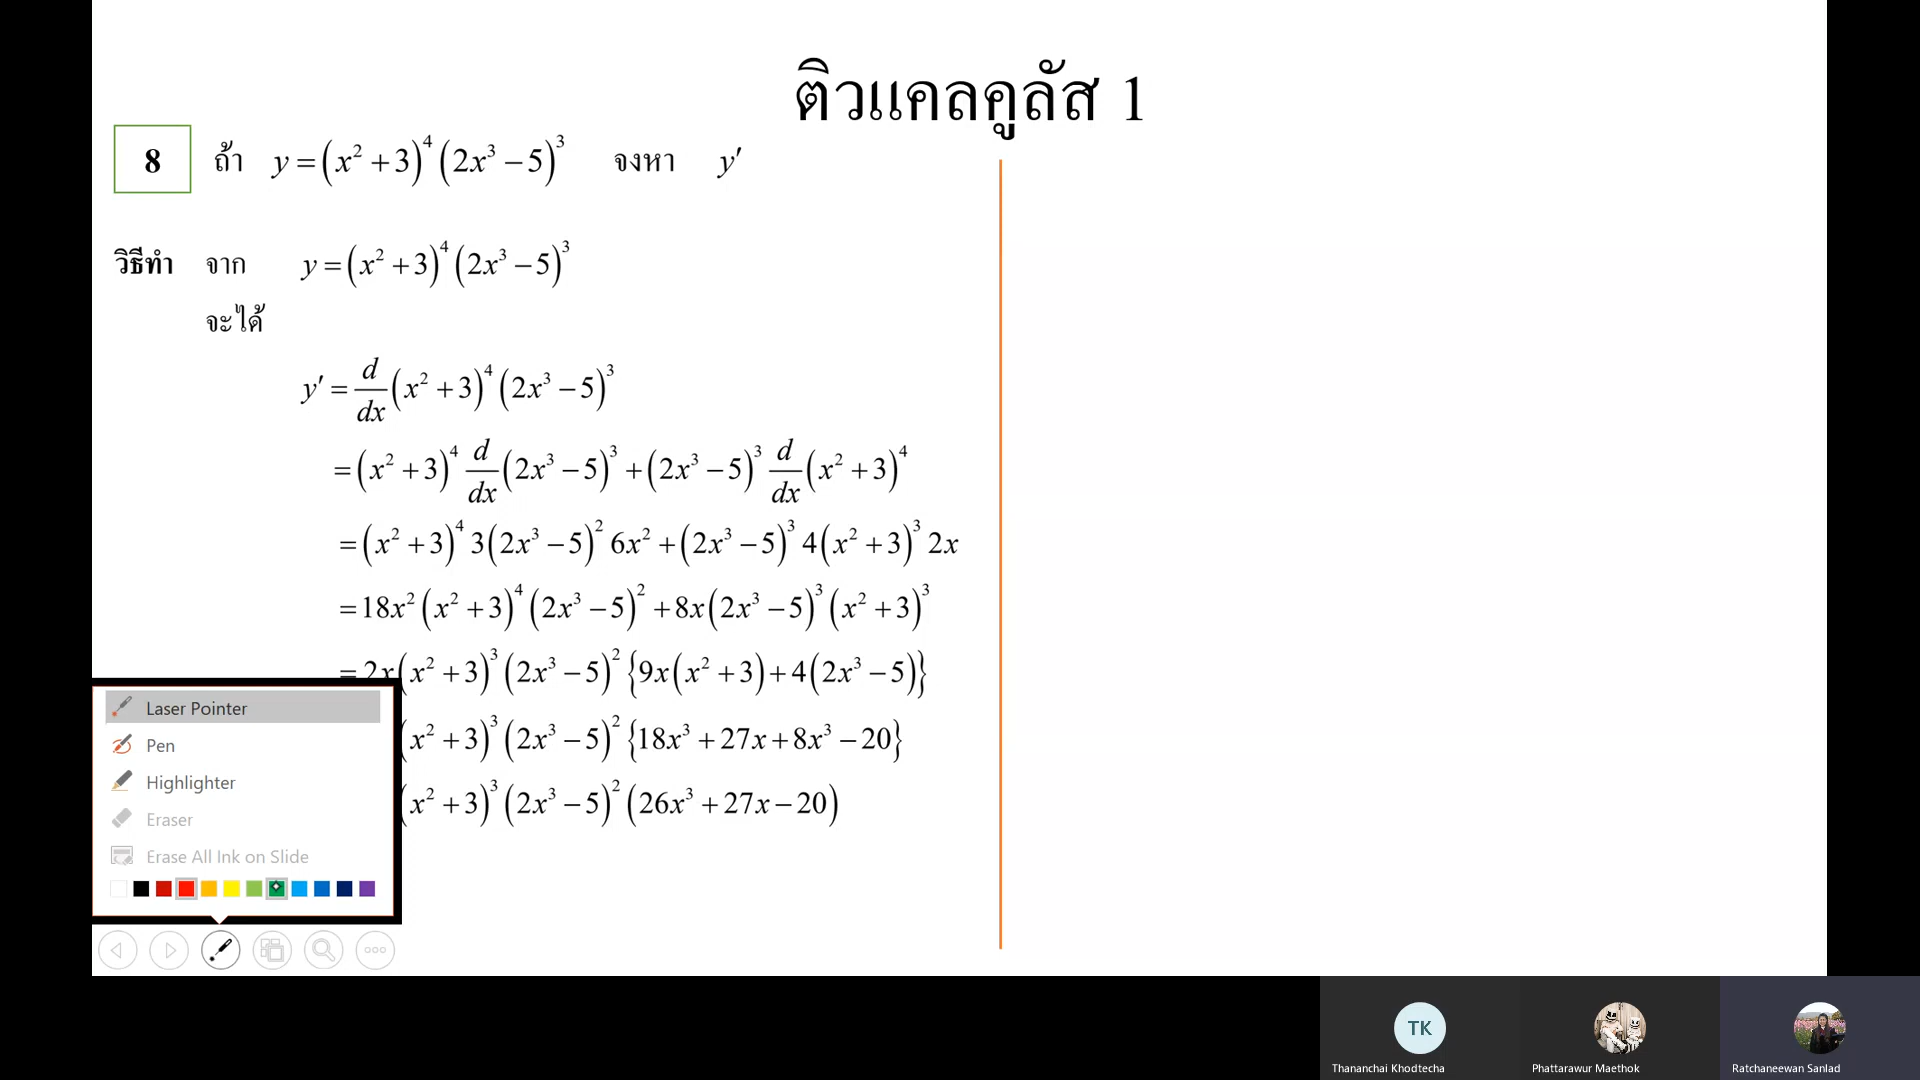 ติวแคลคูลัส 1
8 ถ้า y = (x² + 3)⁴ (2x³ − 5)³ จงหา y′
วิธีทำ จาก y = (x² + 3)⁴ (2x³ − 5)³
จะได้
y′ = d/dx (x² + 3)⁴ (2x³ − 5)³
= (x² + 3)⁴ d/dx (2x³ − 5)³ + (2x³ − 5)³ d/dx (x² + 3)⁴
= (x² + 3)⁴ 3(2x³ − 5)² 6x² + (2x³ − 5)³ 4(x² + 3)³ 2x
= 18x² (x² + 3)⁴ (2x³ − 5)² + 8x(2x³ − 5)³ (x² + 3)³
= 2x(x² + 3)³ (2x³ − 5)² {9x(x² + 3) + 4(2x³ − 5)}
(x² + 3)³ (2x³ − 5)² {18x³ + 27x + 8x³ − 20}
(x² + 3)³ (2x³ − 5)² (26x³ + 27x − 20)
Laser Pointer
Pen
Highlighter
Eraser
Erase All Ink on Slide
TK
Thananchai Khodtecha
Phattarawur Maethok
Ratchaneewan Sanlad